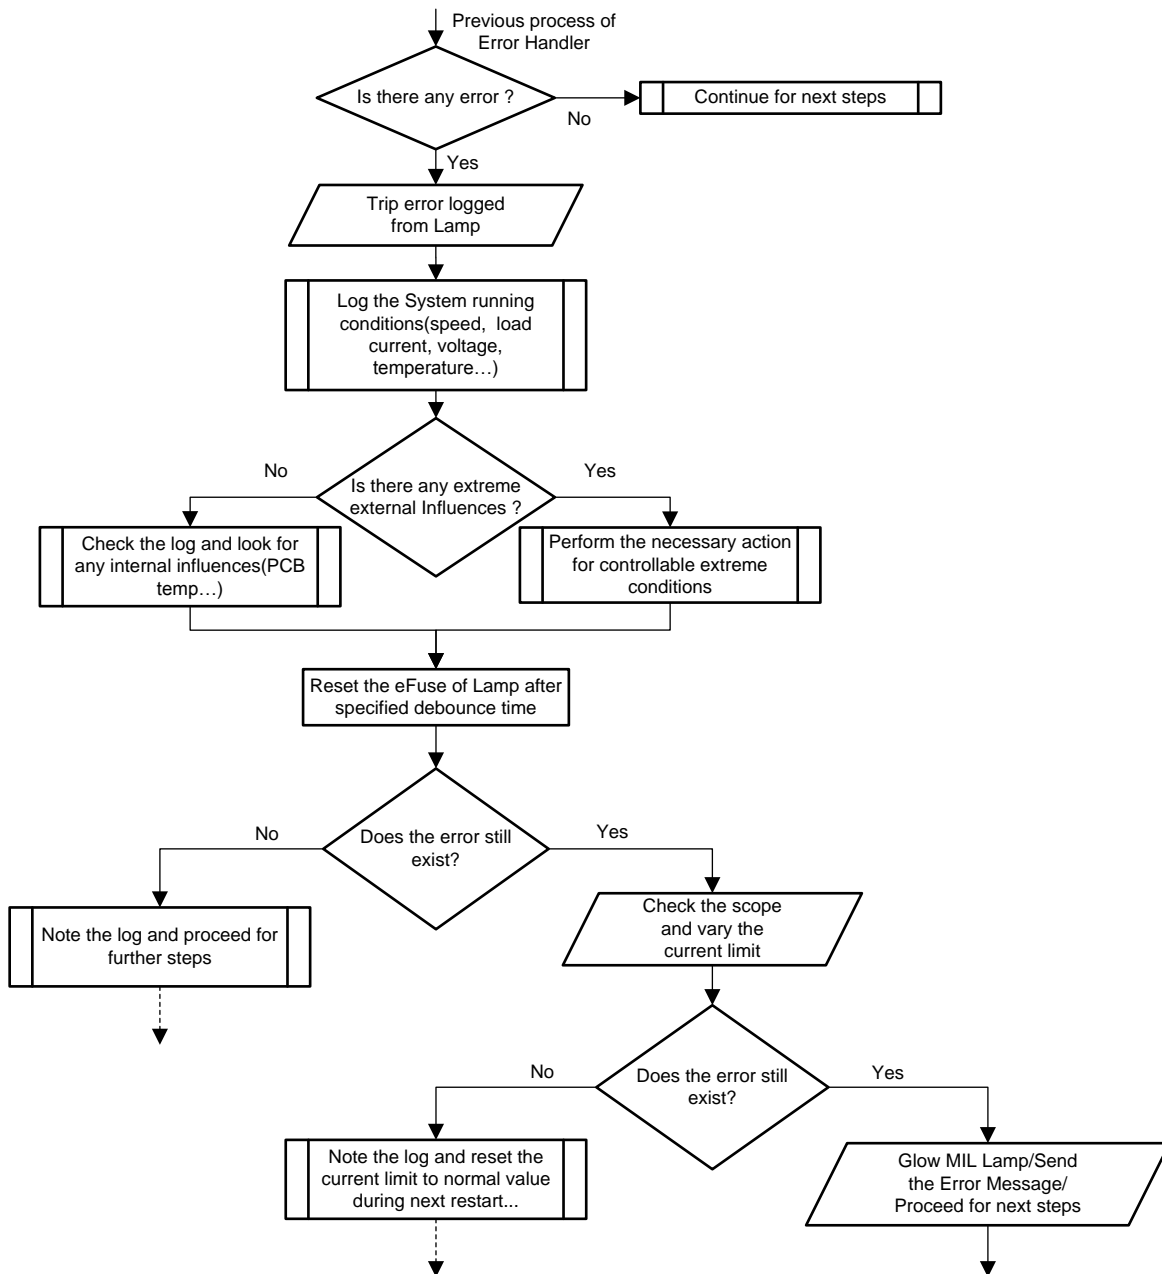 Previous process of
Error Handler
Is there any error ?
Continue for next steps
No
Yes
Trip error logged
from Lamp
Log the System running
conditions(speed,  load
current, voltage,
temperature…)
No
Yes
Is there any extreme
external Influences ?
Check the log and look for
any internal influences(PCB
temp…)
Perform the necessary action
for controllable extreme
conditions
Reset the eFuse of Lamp after
specified debounce time
No
Yes
Does the error still
exist?
Note the log and proceed for
further steps
Check the scope
and vary the
current limit
No
Yes
Does the error still
exist?
Note the log and reset the
current limit to normal value
during next restart...
Glow MIL Lamp/Send
the Error Message/
Proceed for next steps